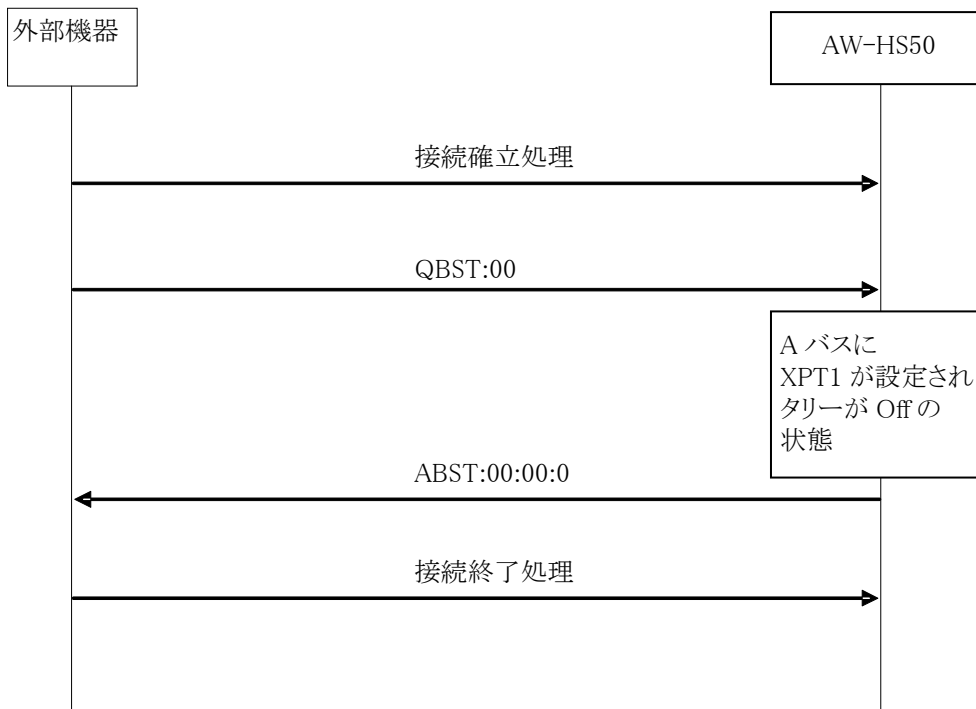 外部機器
AW-HS50
接続確立処理
QBST:00
A バスに
XPT1 が設定され
タリーが Off の
状態
ABST:00:00:0
接続終了処理